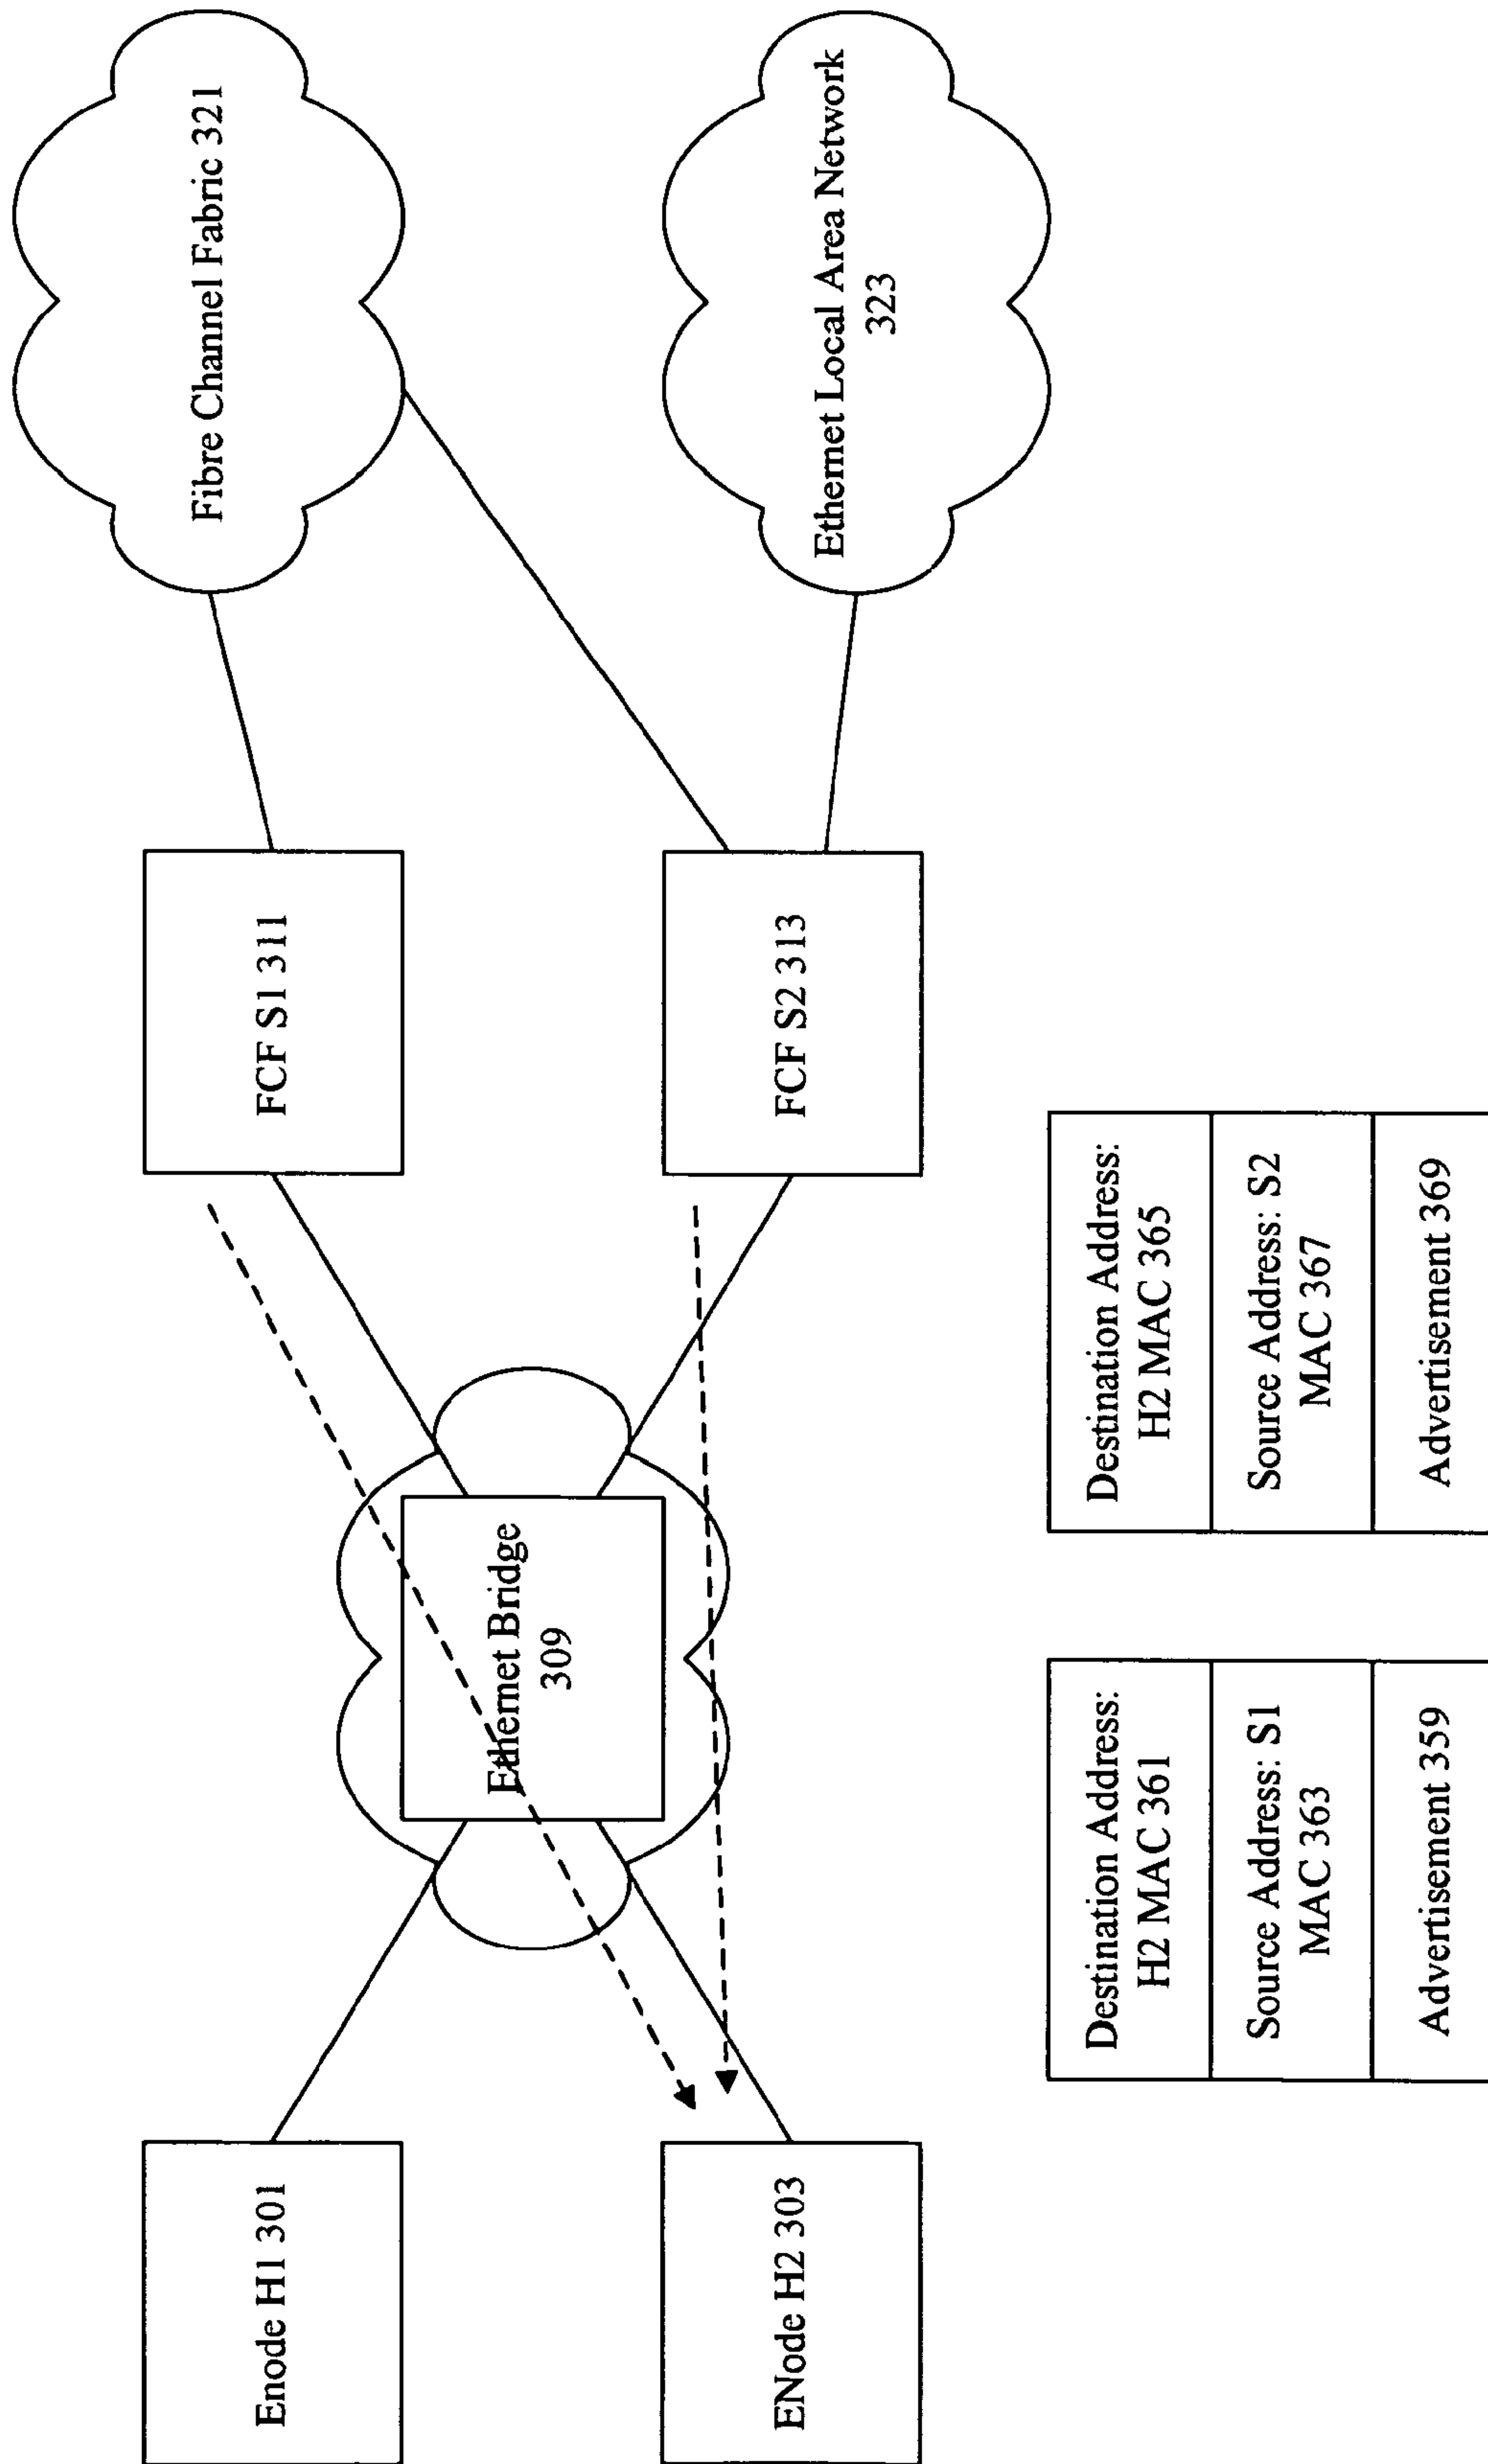 Enode H1 301
ENode H2 303
Ethernet Bridge
309
FCF S1 311
FCF S2 313
Fibre Channel Fabric 321
Ethernet Local Area Network
323
Destination Address:
H2 MAC 361
Source Address: S1
MAC 363
Advertisement 359
Destination Address:
H2 MAC 365
Source Address: S2
MAC 367
Advertisement 369